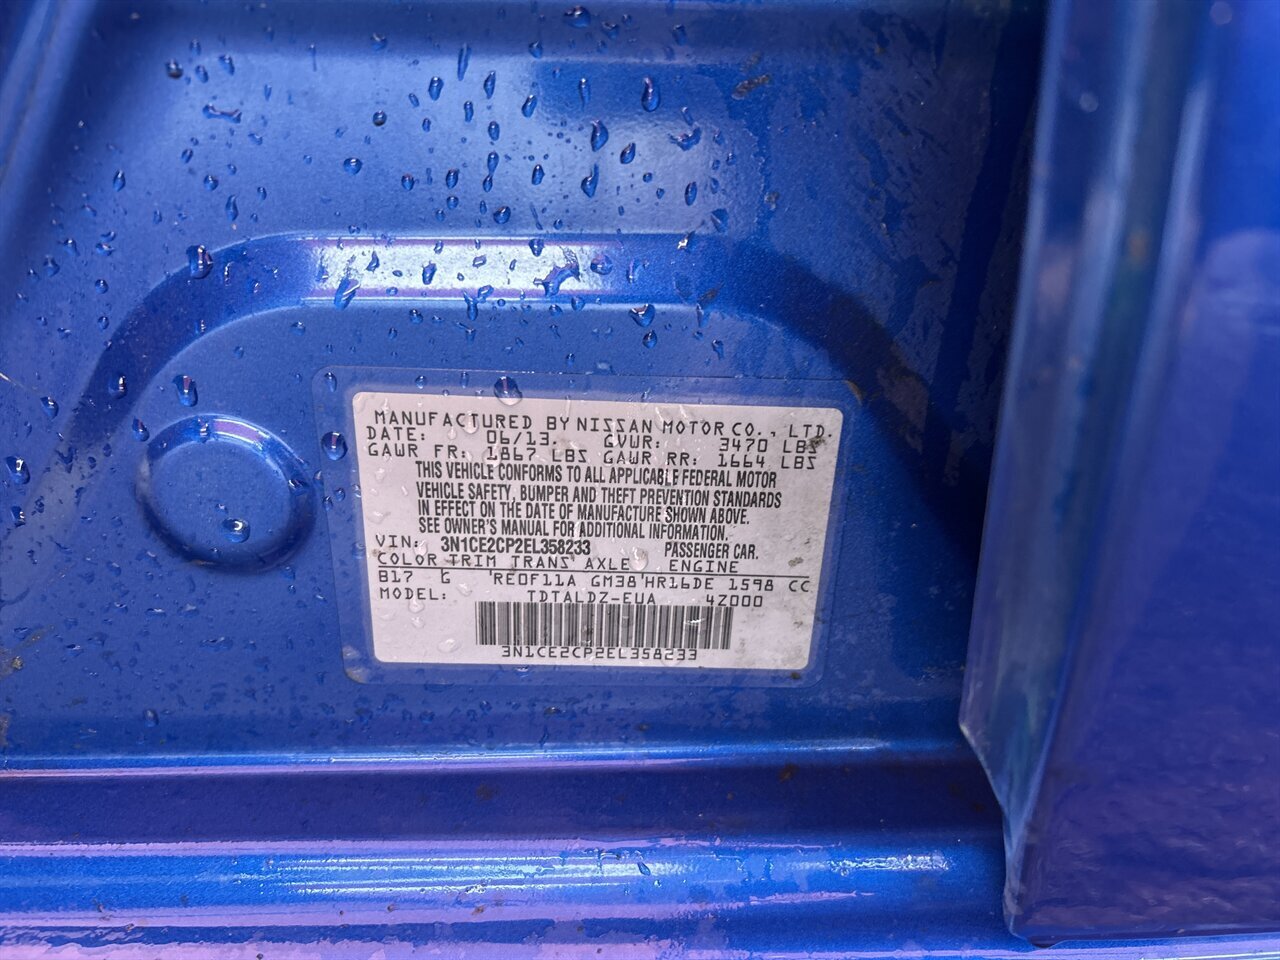 MANUFACTURED BY NISSAN MOTOR CO., LTD.
DATE: 06/13. GVWR: 3470 LBS
GAWR FR: 1867 LBS GAWR RR: 1664 LBS
THIS VEHICLE CONFORMS TO ALL APPLICABLE FEDERAL MOTOR
VEHICLE SAFETY, BUMPER AND THEFT PREVENTION STANDARDS
IN EFFECT ON THE DATE OF MANUFACTURE SHOWN ABOVE.
SEE OWNER'S MANUAL FOR ADDITIONAL INFORMATION.
VIN: 3N1CE2CP2EL358233 PASSENGER CAR.
COLOR TRIM TRANS AXLE ENGINE
B17 G RE0F11A GM38 HR16DE 1598 CC
MODEL: TDTALDZ-EUA 4Z000
3N1CE2CP2EL358233